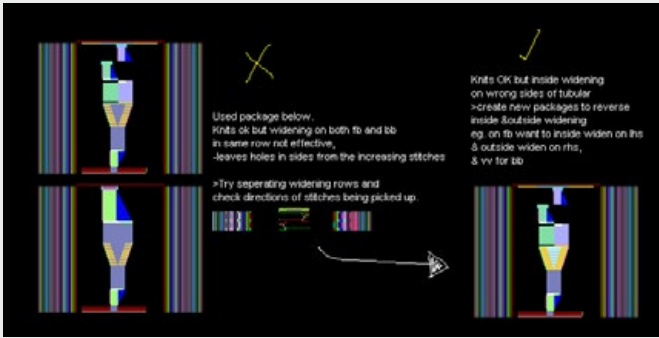 Used package below.
Knits ok but widening on both fb and bb
in same row not effective,
-leaves holes in sides from the increasing stitches
>Try seperating widening rows and
check directions of stitches being picked up.
Knits OK but inside widening
on wrong sides of tubular
>create new packages to reverse
inside &outside widening
eg. on fb want to inside widen on lhs
& outside widen on rhs,
& vv for bb